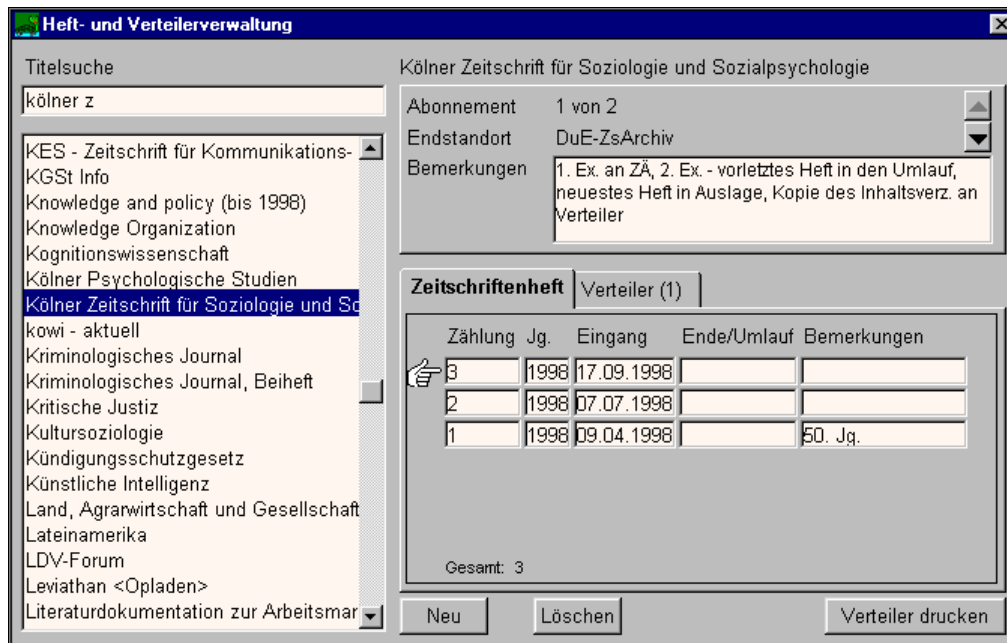 Heft- und Verteilerverwaltung
Titelsuche
kölner z
KES - Zeitschrift für Kommunikations-
KGSt Info
Knowledge and policy (bis 1998)
Knowledge Organization
Kognitionswissenschaft
Kölner Psychologische Studien
Kölner Zeitschrift für Soziologie und So
kowi - aktuell
Kriminologisches Journal
Kriminologisches Journal, Beiheft
Kritische Justiz
Kultursoziologie
Kündigungsschutzgesetz
Künstliche Intelligenz
Land, Agrarwirtschaft und Gesellschaft
Lateinamerika
LDV-Forum
Leviathan <Opladen>
Literaturdokumentation zur Arbeitsmar
Kölner Zeitschrift für Soziologie und Sozialpsychologie
Abonnement 1 von 2
Endstandort DuE-ZsArchiv
Bemerkungen 1. Ex. an ZÄ, 2. Ex. - vorletztes Heft in den Umlauf,
neuestes Heft in Auslage, Kopie des Inhaltsverz. an
Verteiler
Zeitschriftenheft Verteiler (1)
Zählung Jg. Eingang Ende/Umlauf Bemerkungen
3 1998 17.09.1998
2 1998 07.07.1998
1 1998 09.04.1998 50. Jg.
Gesamt: 3
Neu Löschen Verteiler drucken